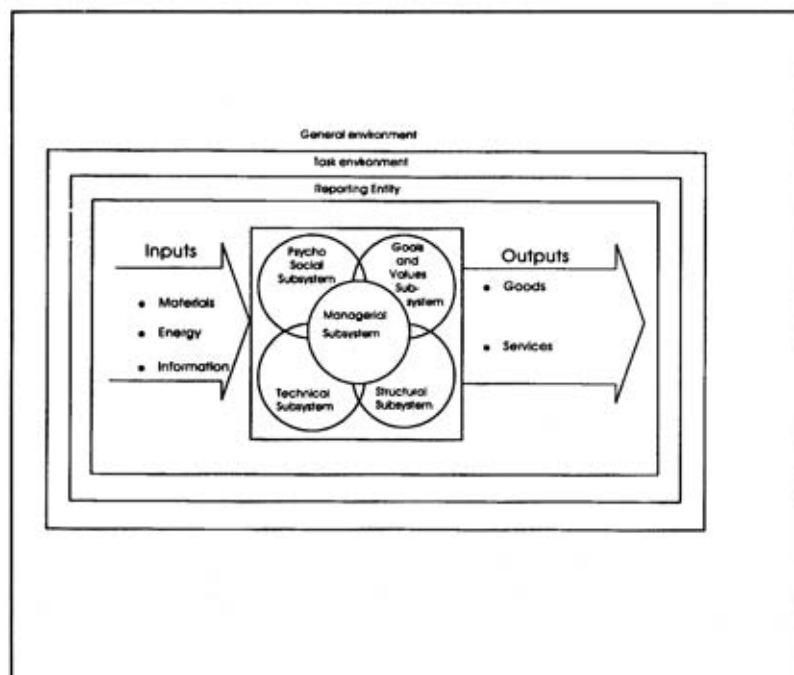 General environment
Task environment
Reporting Entity
Inputs
• Materials
• Energy
• Information
Psycho
Social
Subsystem
Goals
and
Values
Sub-
system
Managerial
Subsystem
Technical
Subsystem
Structural
Subsystem
Outputs
• Goods
• Services